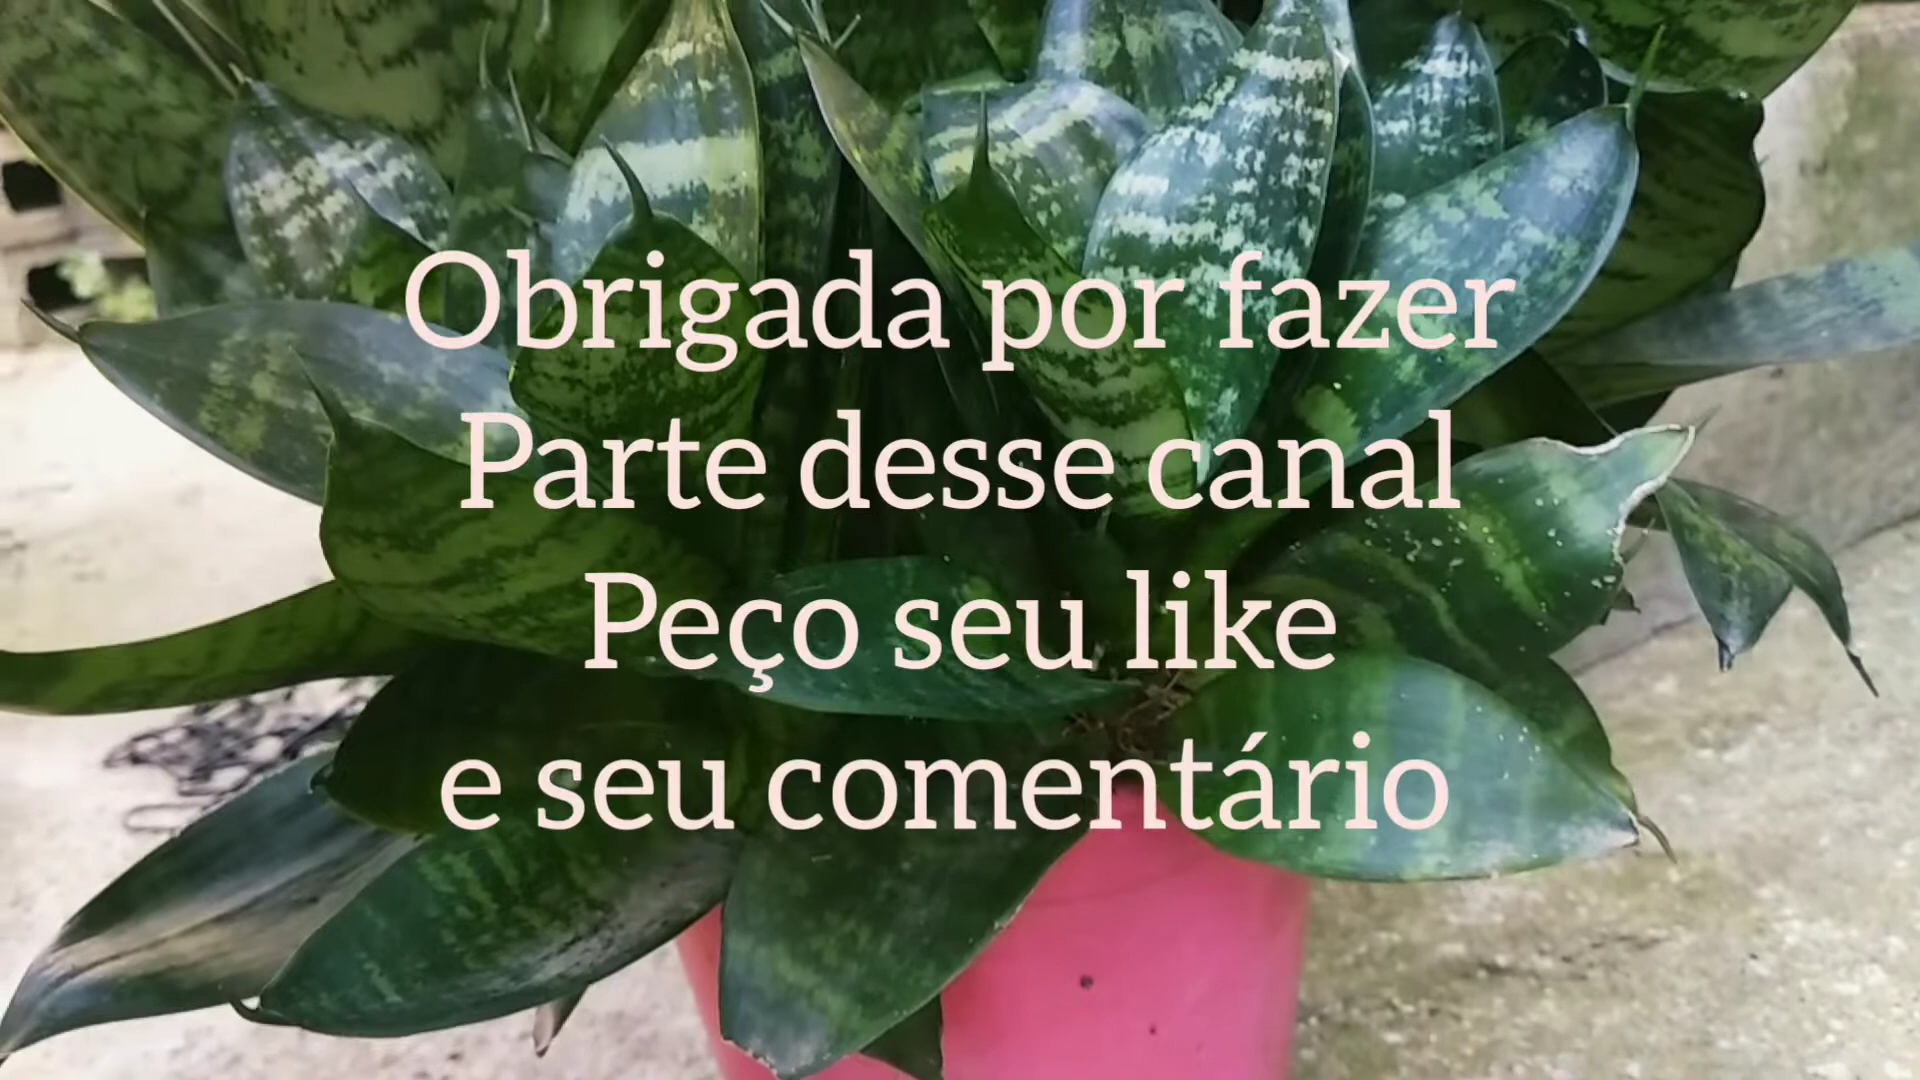 Obrigada por fazer
Parte desse canal
Peço seu like
e seu comentário